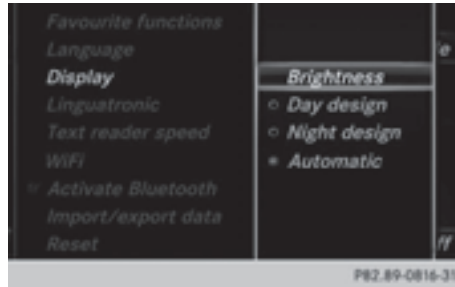 Favourite functions
Language
Display
Linguatronic
Text reader speed
WiFi
Activate Bluetooth
Import/export data
Reset
Brightness
Day design
Night design
Automatic
e
ff
P82.89-0816-31